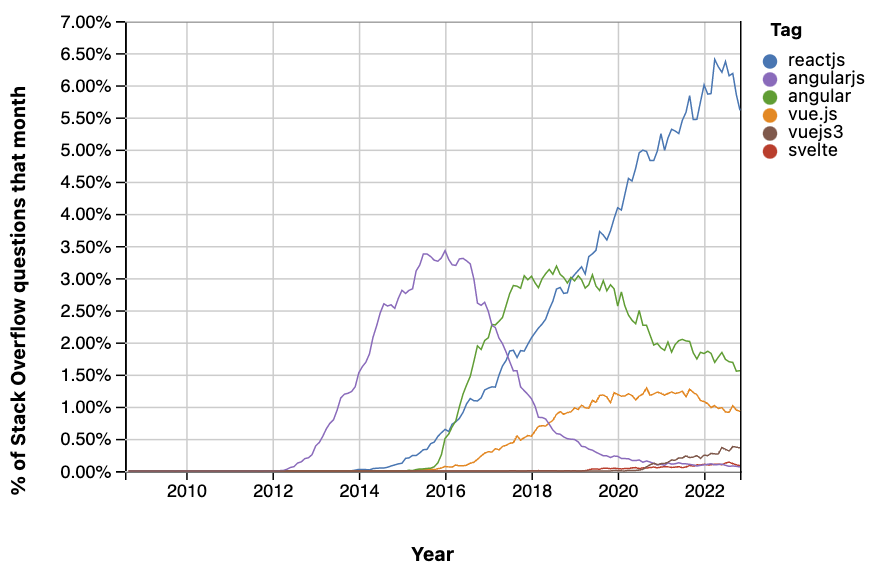 7.00%
6.50%
6.00%
5.50%
5.00%
4.50%
4.00%
3.50%
3.00%
2.50%
2.00%
1.50%
1.00%
0.50%
0.00%
% of Stack Overflow questions that month
2010 2012 2014 2016 2018 2020 2022
Year
Tag
reactjs
angularjs
angular
vue.js
vuejs3
svelte